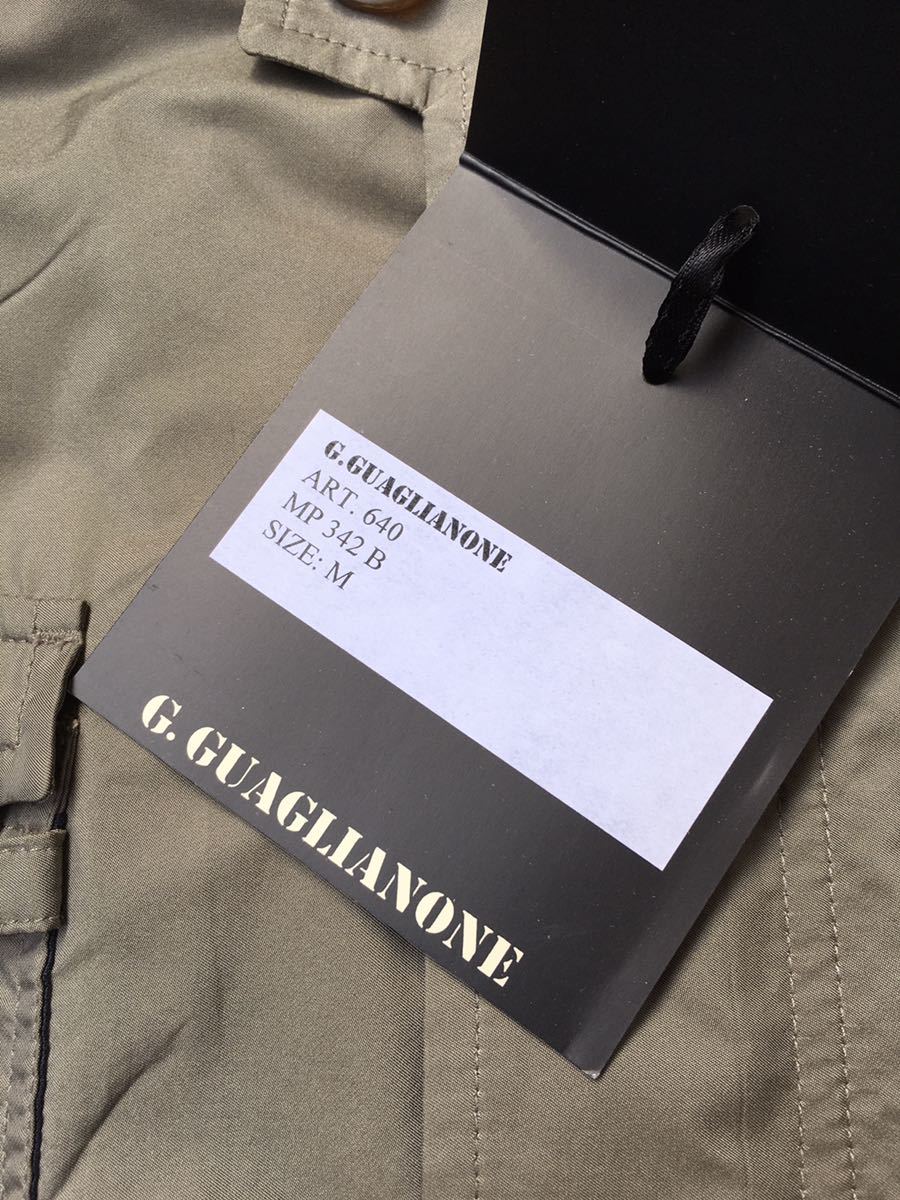 G.GUAGLIANONE
ART. 640
MP 342 B
SIZE: M
G. GUAGLIANONE